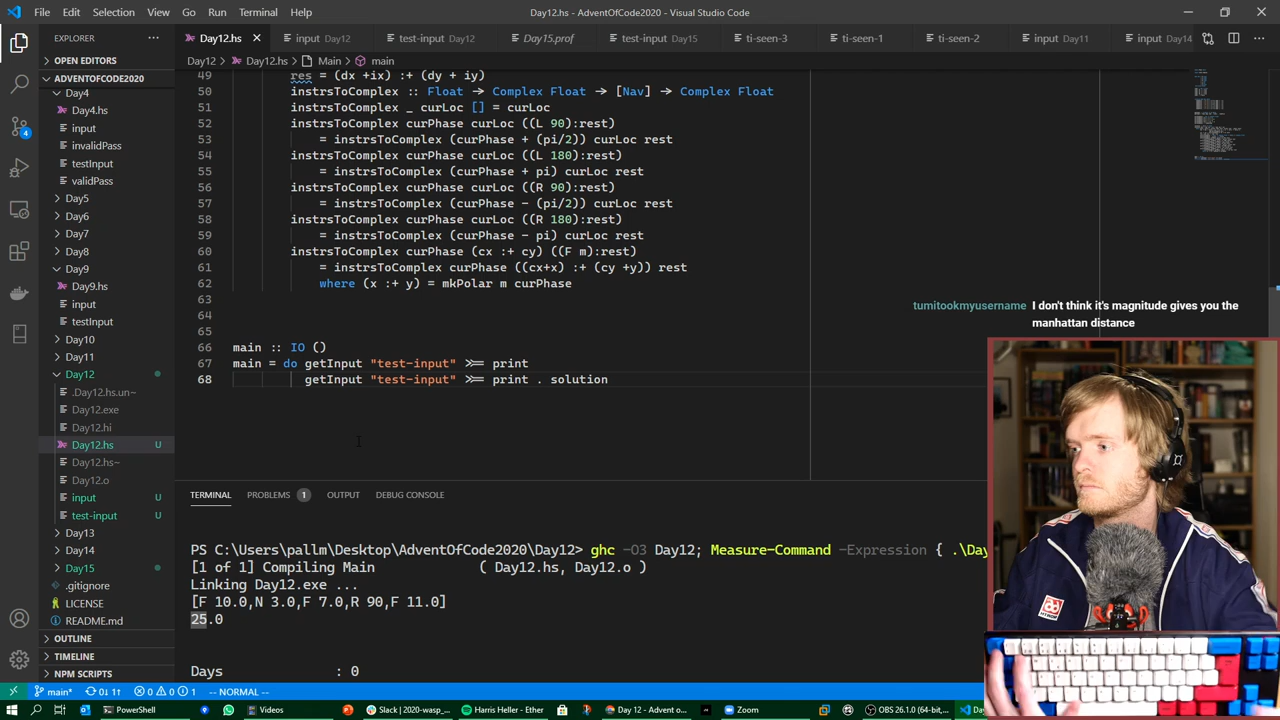 File Edit Selection View Go Run Terminal Help
Day12.hs - AdventOfCode2020 - Visual Studio Code
EXPLORER
Day12.hs
input Day12
test-input Day12
Day15.prof
test-input Day15
ti-seen-3
ti-seen-1
ti-seen-2
input Day11
input Day14
Day12 > Day12.hs > Main > main
OPEN EDITORS
ADVENTOFCODE2020
Day4
Day4.hs
input
invalidPass
testInput
validPass
Day5
Day6
Day7
Day8
Day9
Day9.hs
input
testInput
Day10
Day11
Day12
.Day12.hs.un~
Day12.exe
Day12.hi
Day12.hs U
Day12.hs~
Day12.o
input U
test-input U
Day13
Day14
Day15
.gitignore
LICENSE
README.md
OUTLINE
TIMELINE
NPM SCRIPTS
4
49 res = (dx +ix) :+ (dy + iy)
50 instrsToComplex :: Float → Complex Float → [Nav] → Complex Float
51 instrsToComplex _ curLoc [] = curLoc
52 instrsToComplex curPhase curLoc ((L 90):rest)
53 = instrsToComplex (curPhase + (pi/2)) curLoc rest
54 instrsToComplex curPhase curLoc ((L 180):rest)
55 = instrsToComplex (curPhase + pi) curLoc rest
56 instrsToComplex curPhase curLoc ((R 90):rest)
57 = instrsToComplex (curPhase - (pi/2)) curLoc rest
58 instrsToComplex curPhase curLoc ((R 180):rest)
59 = instrsToComplex (curPhase - pi) curLoc rest
60 instrsToComplex curPhase (cx :+ cy) ((F m):rest)
61 = instrsToComplex curPhase ((cx+x) :+ (cy +y)) rest
62 where (x :+ y) = mkPolar m curPhase
63
64
65
66 main :: IO ()
67 main = do getInput "test-input" >>= print
68 getInput "test-input" >>= print . solution
tumitookmyusername I don't think it's magnitude gives you the
manhattan distance
TERMINAL PROBLEMS 1 OUTPUT DEBUG CONSOLE
PS C:\Users\pallm\Desktop\AdventOfCode2020\Day12> ghc -O3 Day12; Measure-Command -Expression { .\Da
[1 of 1] Compiling Main ( Day12.hs, Day12.o )
Linking Day12.exe ...
[F 10.0,N 3.0,F 7.0,R 90,F 11.0]
25.0
Days : 0
main* 0↓ 1↑ 0 0 1 -- NORMAL --
PowerShell
Videos
Slack | 2020-wasp_...
Harris Heller - Ether
Day 12 - Advent o...
Zoom
OBS 26.1.0 (64-bit,...